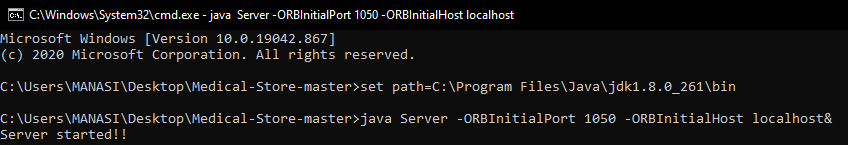 C:\Windows\System32\cmd.exe - java  Server -ORBInitialPort 1050 -ORBInitialHost localhost
Microsoft Windows [Version 10.0.19042.867]
(c) 2020 Microsoft Corporation. All rights reserved.
C:\Users\MANASI\Desktop\Medical-Store-master>set path=C:\Program Files\Java\jdk1.8.0_261\bin
C:\Users\MANASI\Desktop\Medical-Store-master>java Server -ORBInitialPort 1050 -ORBInitialHost localhost&
Server started!!